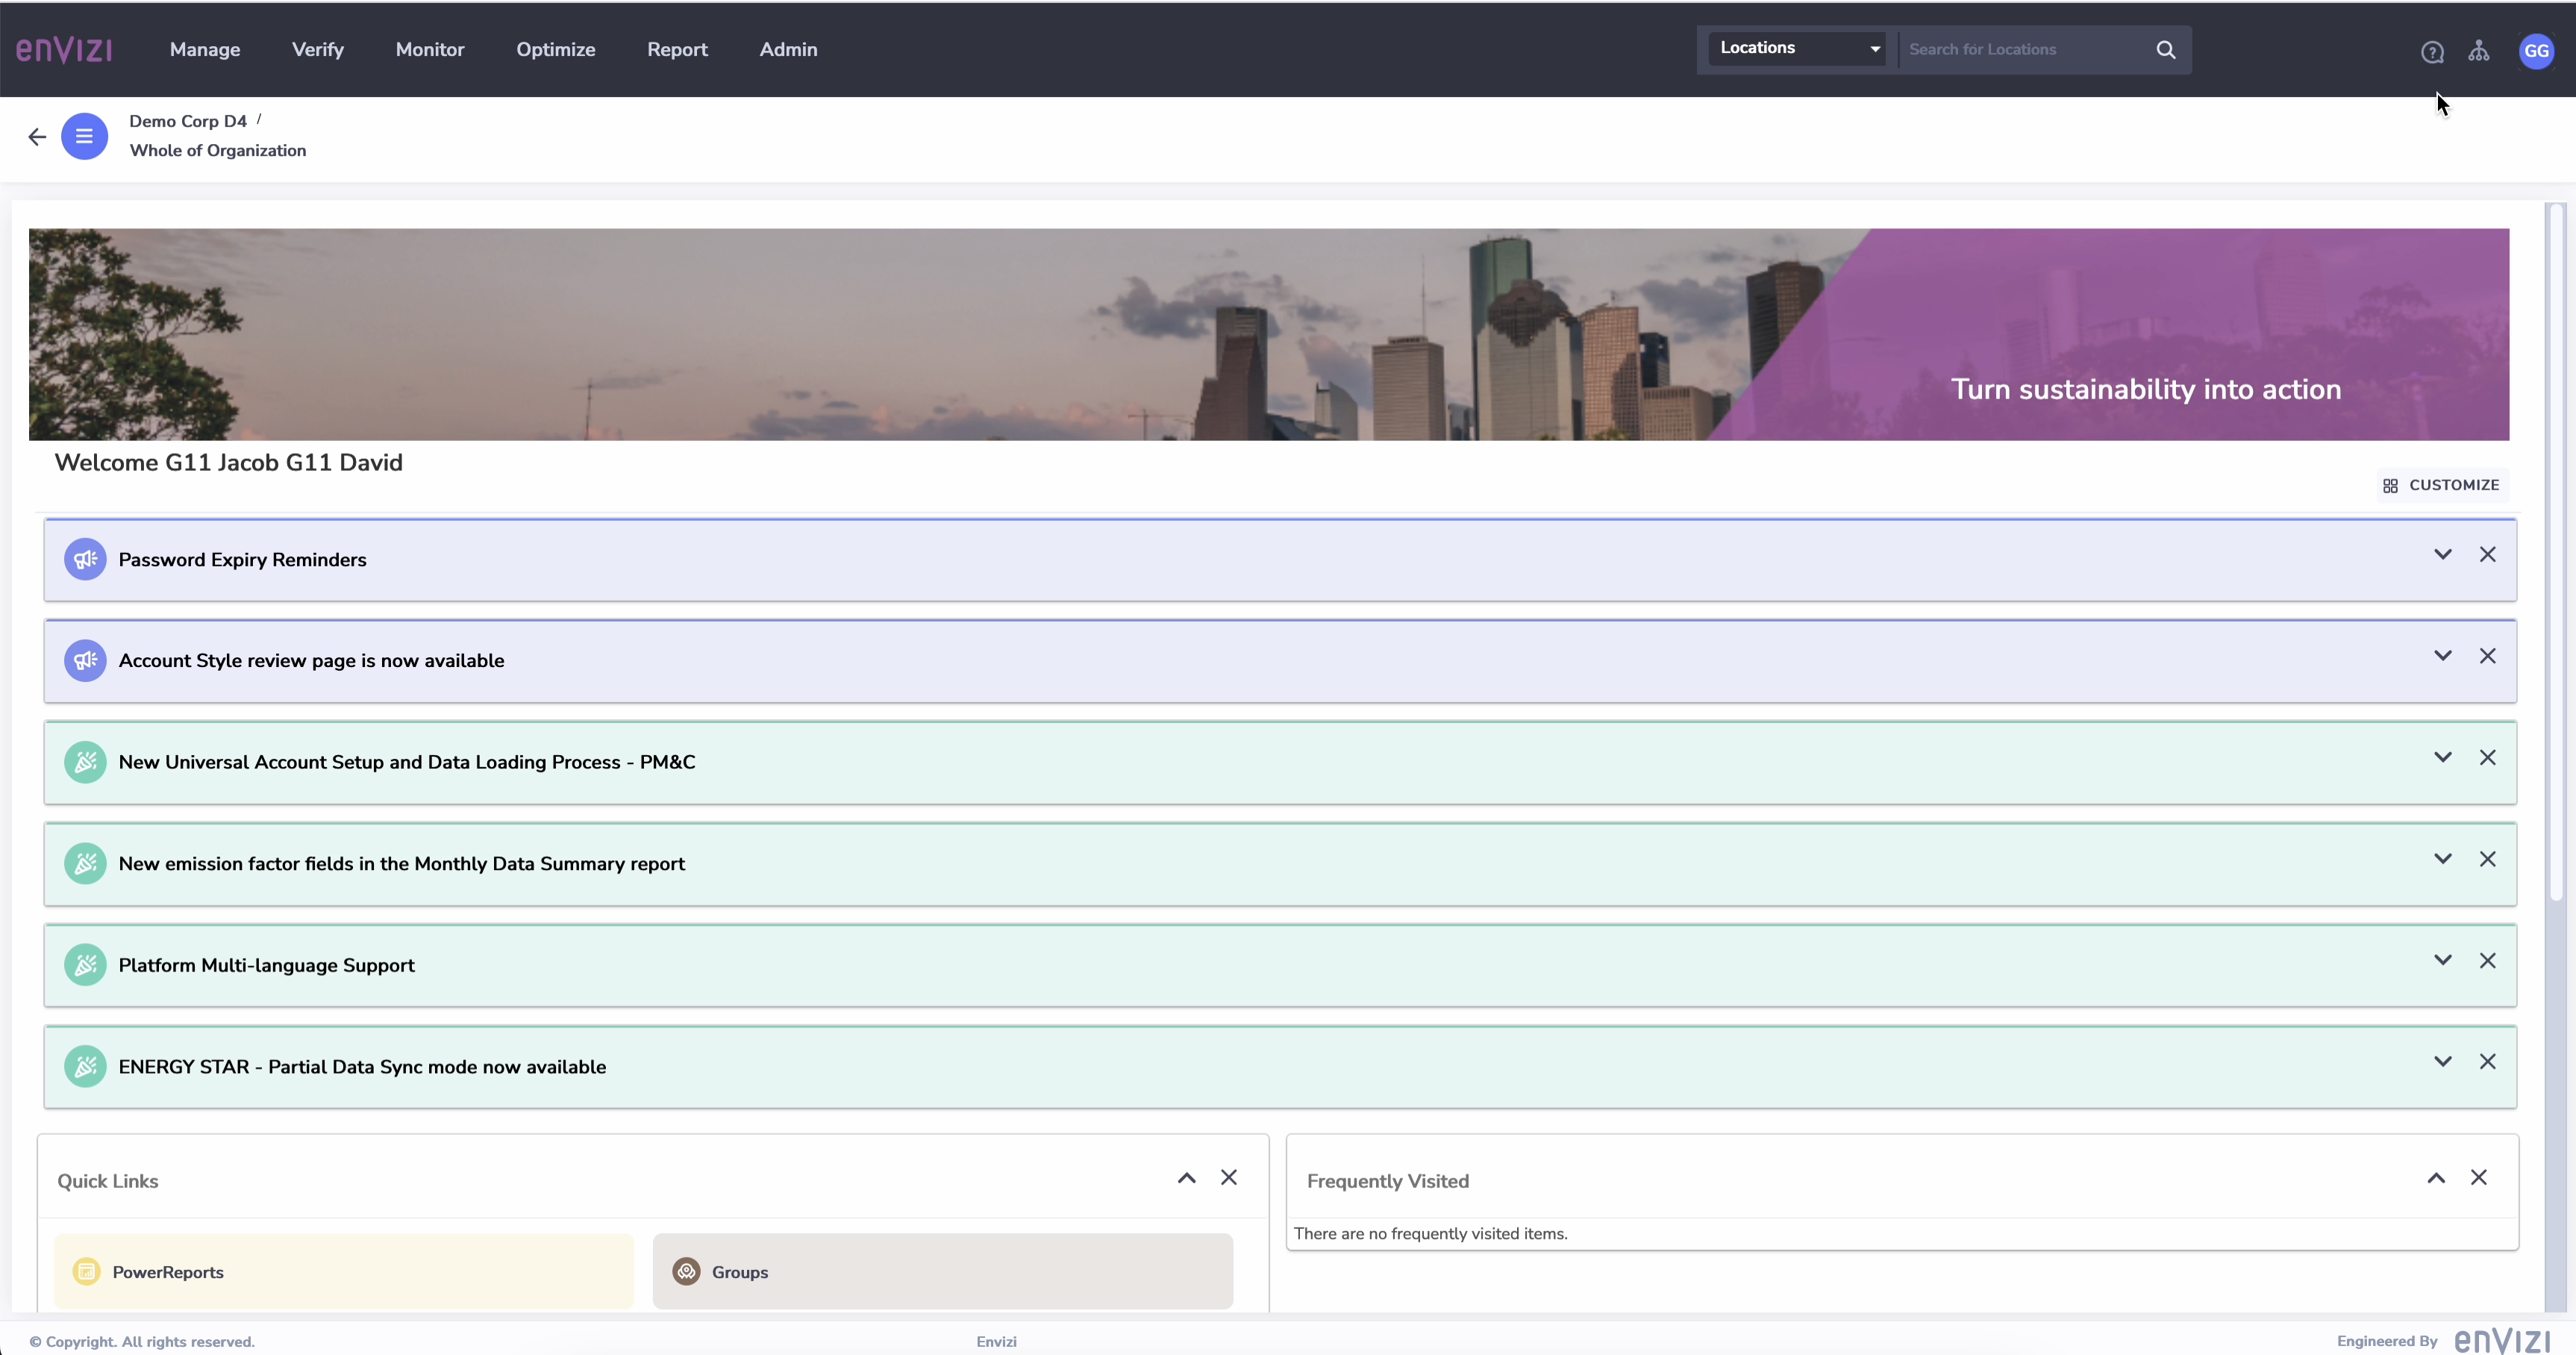 enVIZI
Manage Verify Monitor Optimize Report Admin
Locations
Search for Locations
GG
Demo Corp D4 /
Whole of Organization
Turn sustainability into action
Welcome G11 Jacob G11 David
CUSTOMIZE
Password Expiry Reminders
Account Style review page is now available
New Universal Account Setup and Data Loading Process - PM&C
New emission factor fields in the Monthly Data Summary report
Platform Multi-language Support
ENERGY STAR - Partial Data Sync mode now available
Quick Links
Frequently Visited
There are no frequently visited items.
PowerReports
Groups
© Copyright. All rights reserved.
Envizi
Engineered By enVIZI